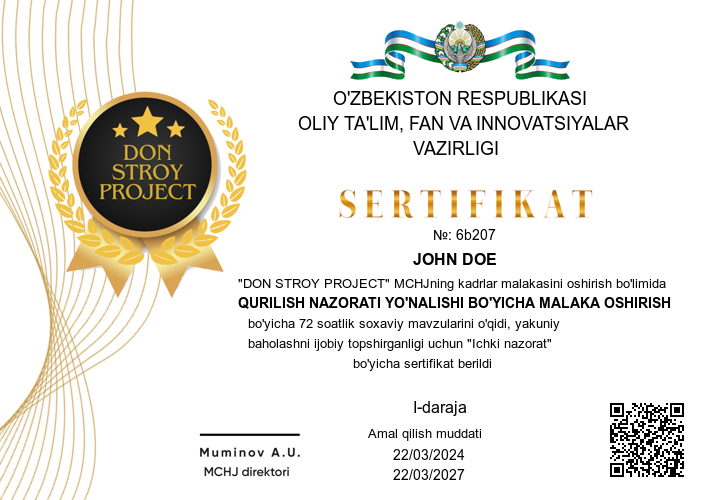 O'ZBEKISTON RESPUBLIKASI
OLIY TA'LIM, FAN VA INNOVATSIYALAR
VAZIRLIGI
DON
STROY
PROJECT
SERTIFIKAT
№: 6b207
JOHN DOE
"DON STROY PROJECT" MCHJning kadrlar malakasini oshirish bo'limida
QURILISH NAZORATI YO'NALISHI BO'YICHA MALAKA OSHIRISH
bo'yicha 72 soatlik soxaviy mavzularini o'qidi, yakuniy
baholashni ijobiy topshirganligi uchun "Ichki nazorat"
bo'yicha sertifikat berildi
I-daraja
Amal qilish muddati
22/03/2024
22/03/2027
Muminov A.U.
MCHJ direktori